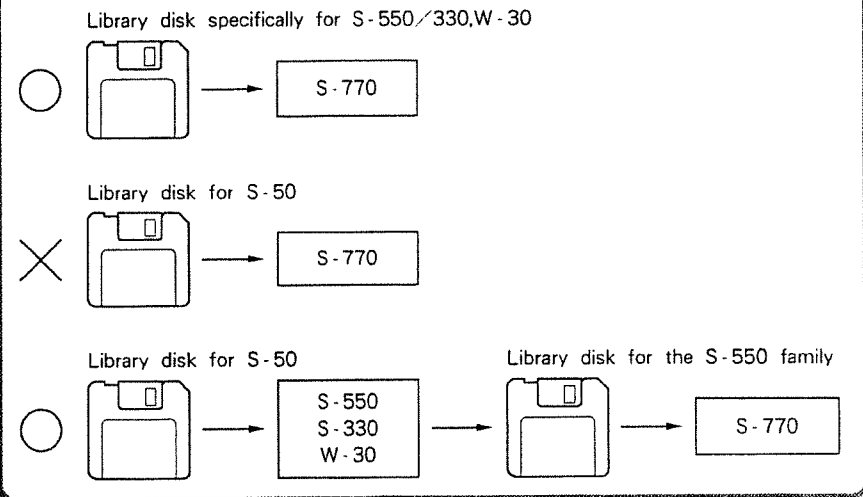 Library disk specifically for S-550/330,W-30
S-770
Library disk for S-50
S-770
Library disk for S-50
Library disk for the S-550 family
S-550
S-330
W-30
S-770